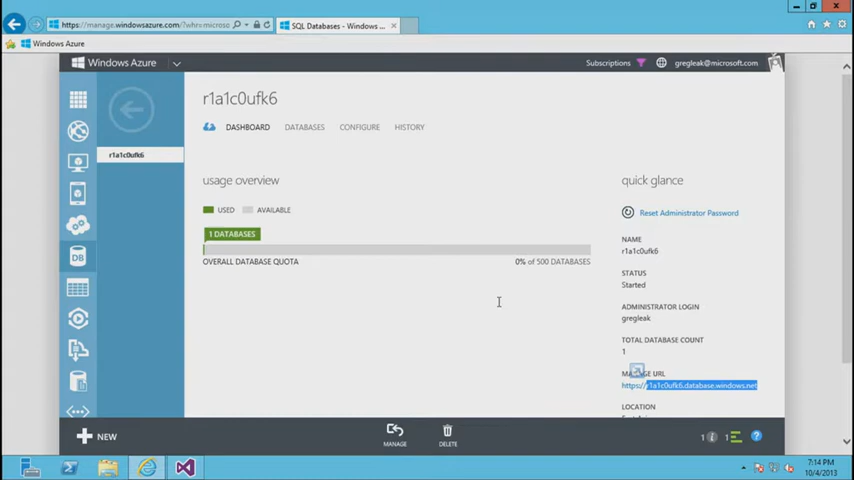 https://manage.windowsazure.com/?whr=microso
SQL Databases - Windows ...
Windows Azure
Windows Azure
Subscriptions
gregleak@microsoft.com
r1a1c0ufk6
DASHBOARD DATABASES CONFIGURE HISTORY
r1a1c0ufk6
usage overview
quick glance
USED AVAILABLE
Reset Administrator Password
1 DATABASES
NAME
r1a1c0ufk6
OVERALL DATABASE QUOTA
0% of 500 DATABASES
STATUS
Started
ADMINISTRATOR LOGIN
gregleak
TOTAL DATABASE COUNT
1
URL
https://r1a1c0ufk6.database.windows.net
LOCATION
NEW
MANAGE
DELETE
1
1
7:14 PM
10/4/2013